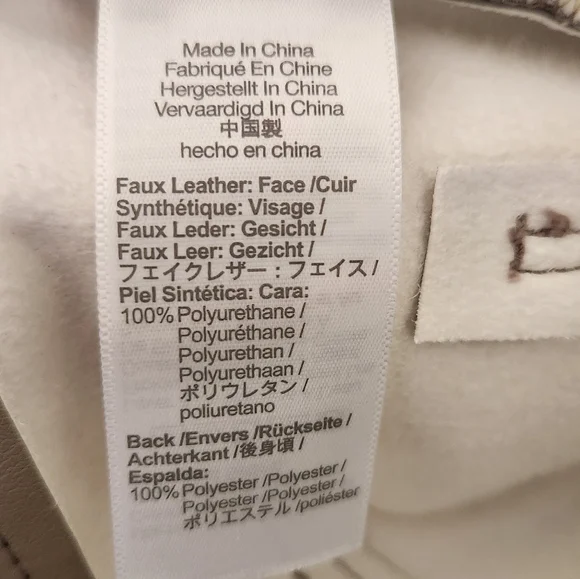 Made In China
Fabriqué En Chine
Hergestellt In China
Vervaardigd In China
中国製
hecho en china
Faux Leather: Face /Cuir
Synthétique: Visage /
Faux Leder: Gesicht /
Faux Leer: Gezicht /
フェイクレザー : フェイス /
Piel Sintética: Cara:
100% Polyurethane /
Polyuréthane /
Polyurethan /
Polyurethaan /
ポリウレタン /
poliuretano
Back /Envers /Rückseite /
Achterkant /後身頃 /
Espalda:
100% Polyester /Polyester /
Polyester /Polyester /
ポリエステル /poliéster